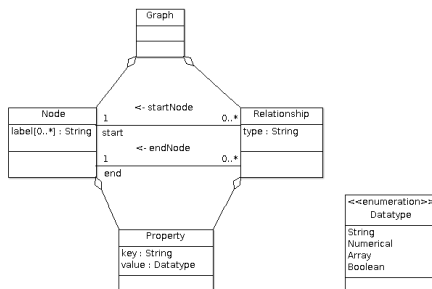 Graph
Node
label[0..*] : String
<- startNode
1
0..*
start
<- endNode
1
0..*
end
Relationship
type : String
Property
key : String
value : Datatype
<<enumeration>>
Datatype
String
Numerical
Array
Boolean